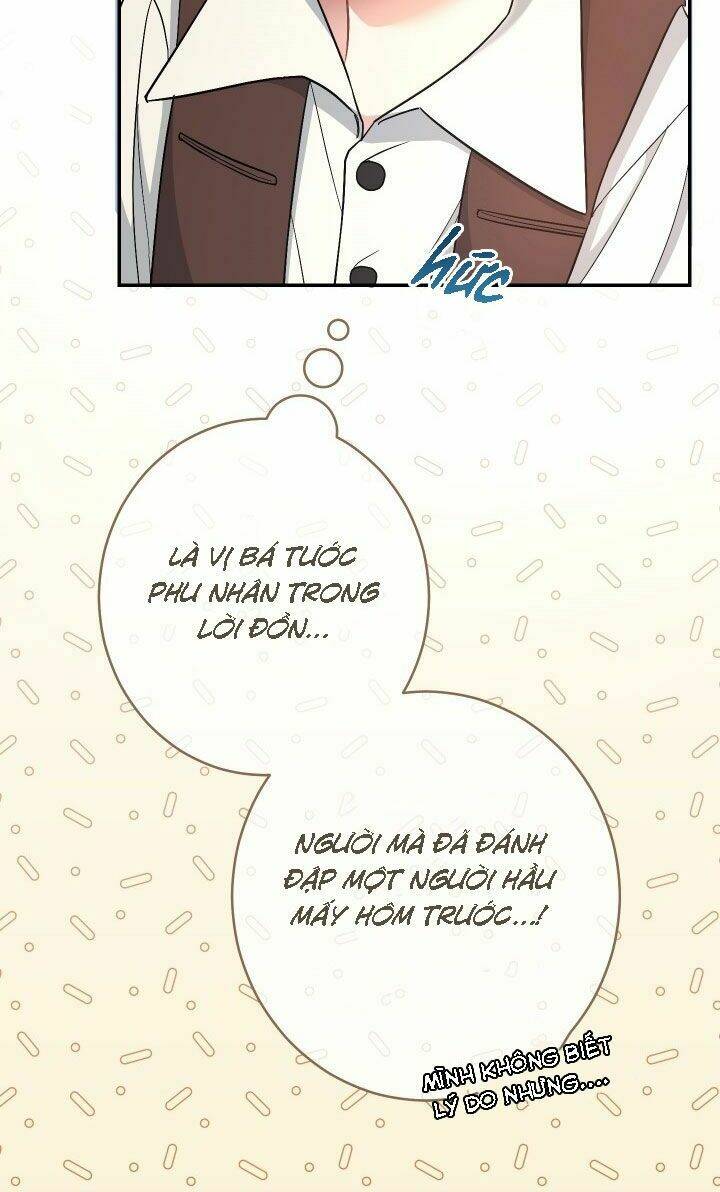 hức
LÀ VỊ BÁ TƯỚC
PHU NHÂN TRONG
LỜI ĐỒN...
NGƯỜI MÀ ĐÃ ĐÁNH
ĐẬP MỘT NGƯỜI HẦU
MẤY HÔM TRƯỚC...!
MÌNH KHÔNG BIẾT
LÝ DO NHƯNG....